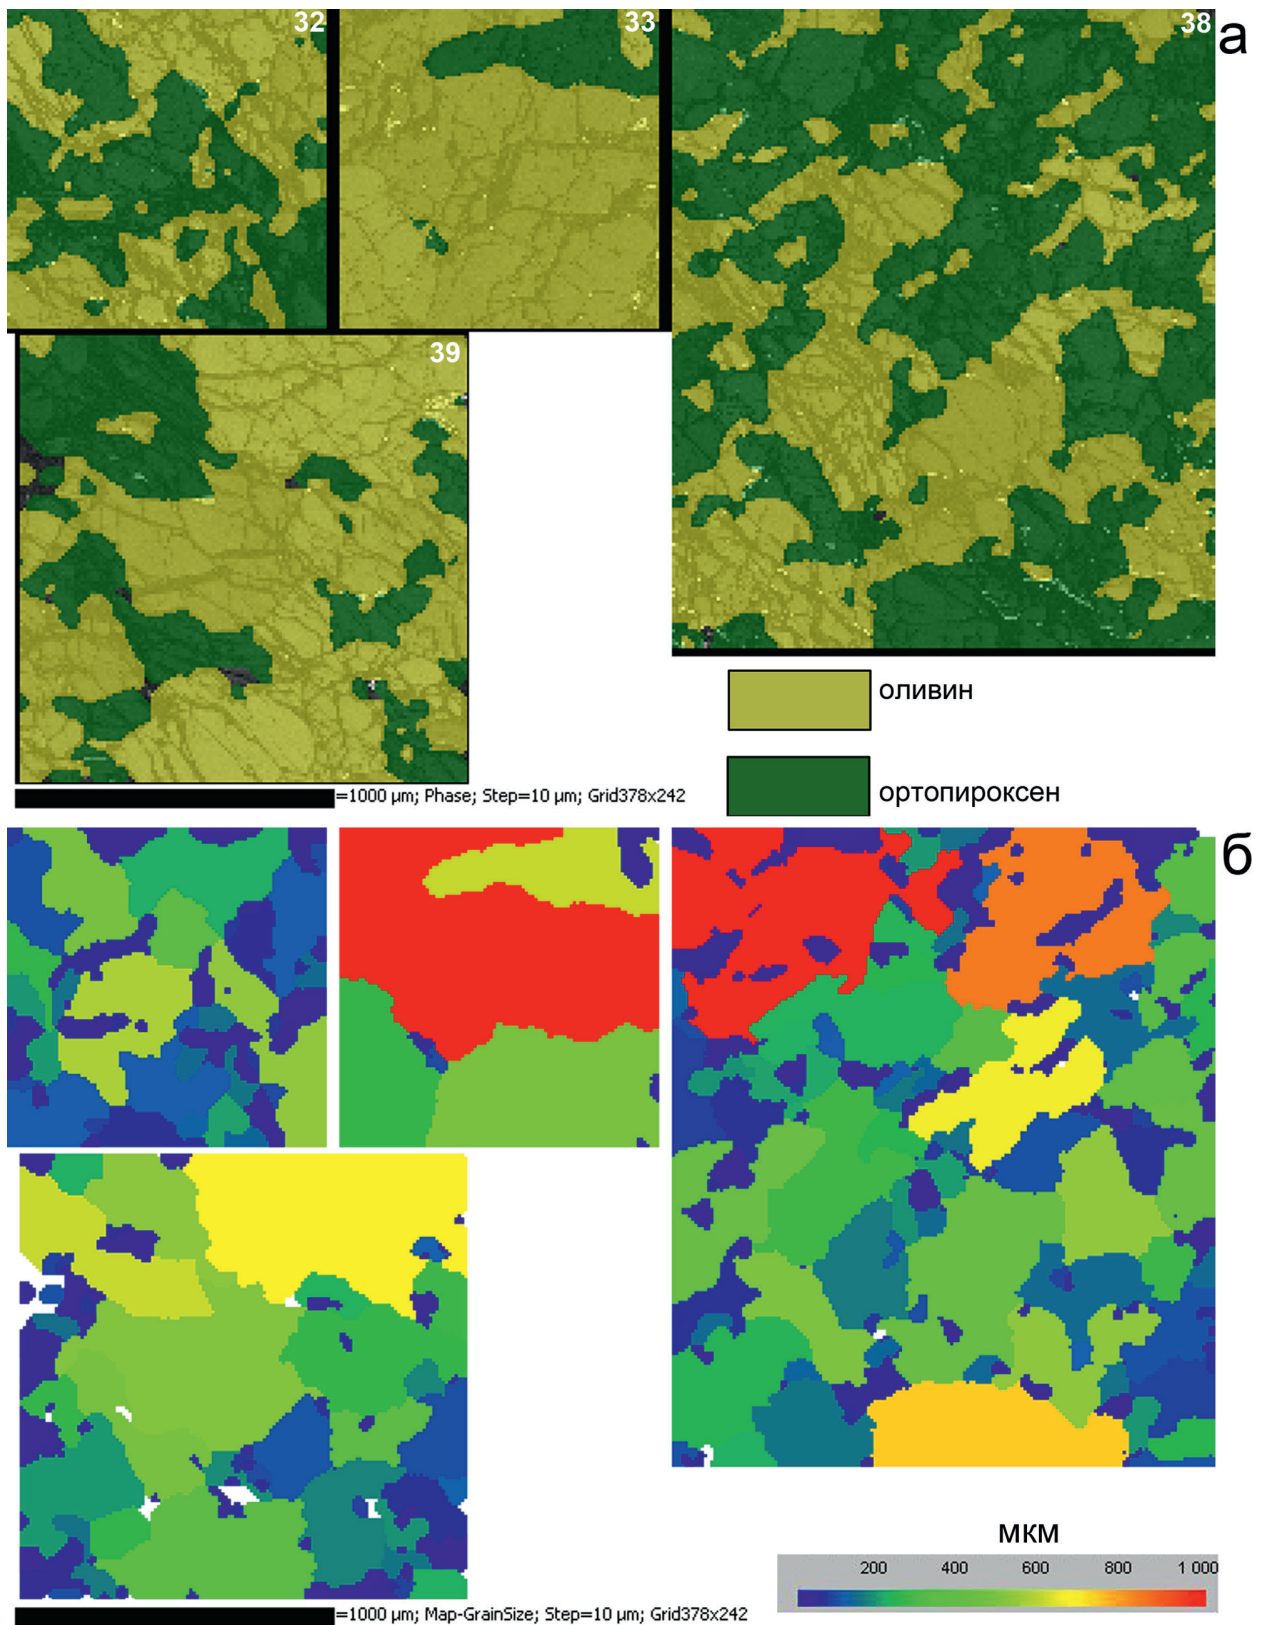 32
33
38
а
39
оливин
ортопироксен
=1000 µm; Phase; Step=10 µm; Grid378x242
б
мкм
200 400 600 800 1 000
=1000 µm; Map-GrainSize; Step=10 µm; Grid378x242